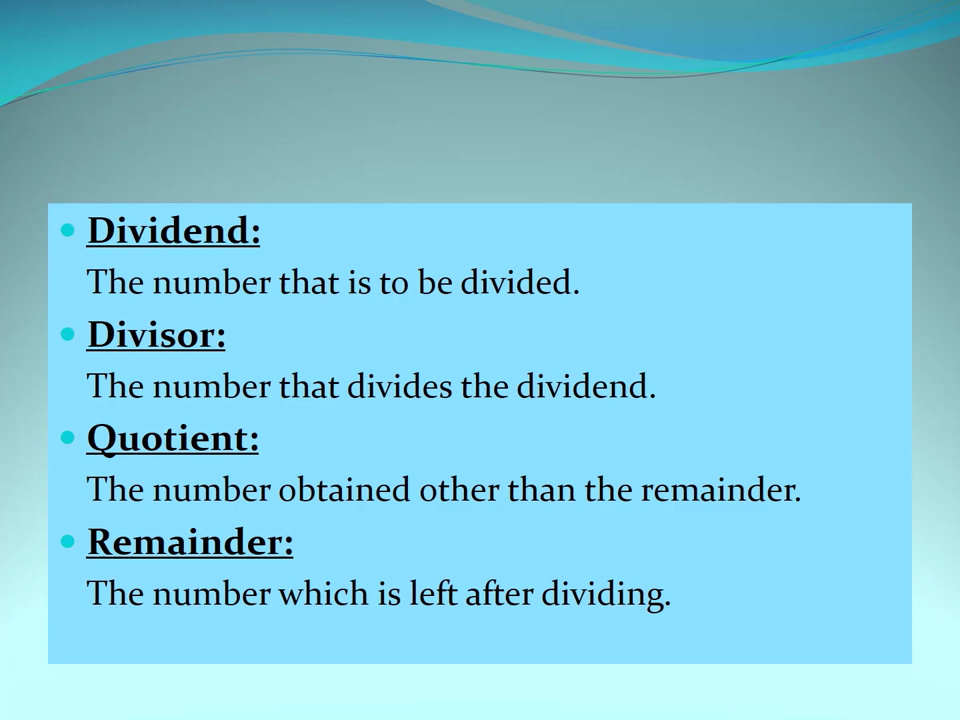 • Dividend:
The number that is to be divided.
• Divisor:
The number that divides the dividend.
• Quotient:
The number obtained other than the remainder.
• Remainder:
The number which is left after dividing.